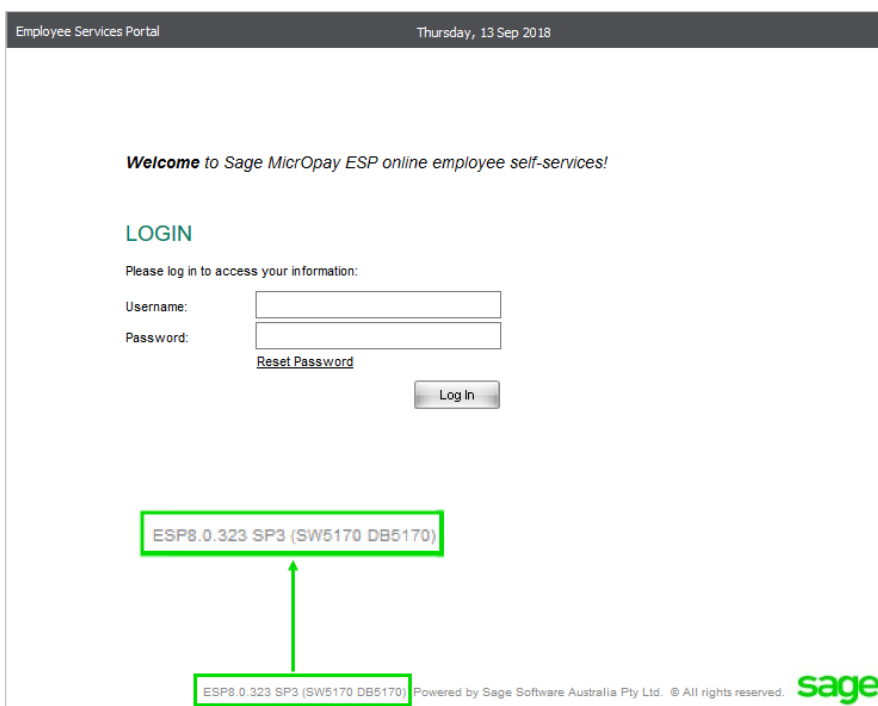 Employee Services Portal Thursday, 13 Sep 2018
Welcome to Sage MicrOpay ESP online employee self-services!
LOGIN
Please log in to access your information:
Username:
Password:
Reset Password
Log In
ESP8.0.323 SP3 (SW5170 DB5170)
ESP8.0.323 SP3 (SW5170 DB5170) Powered by Sage Software Australia Pty Ltd. © All rights reserved. sage